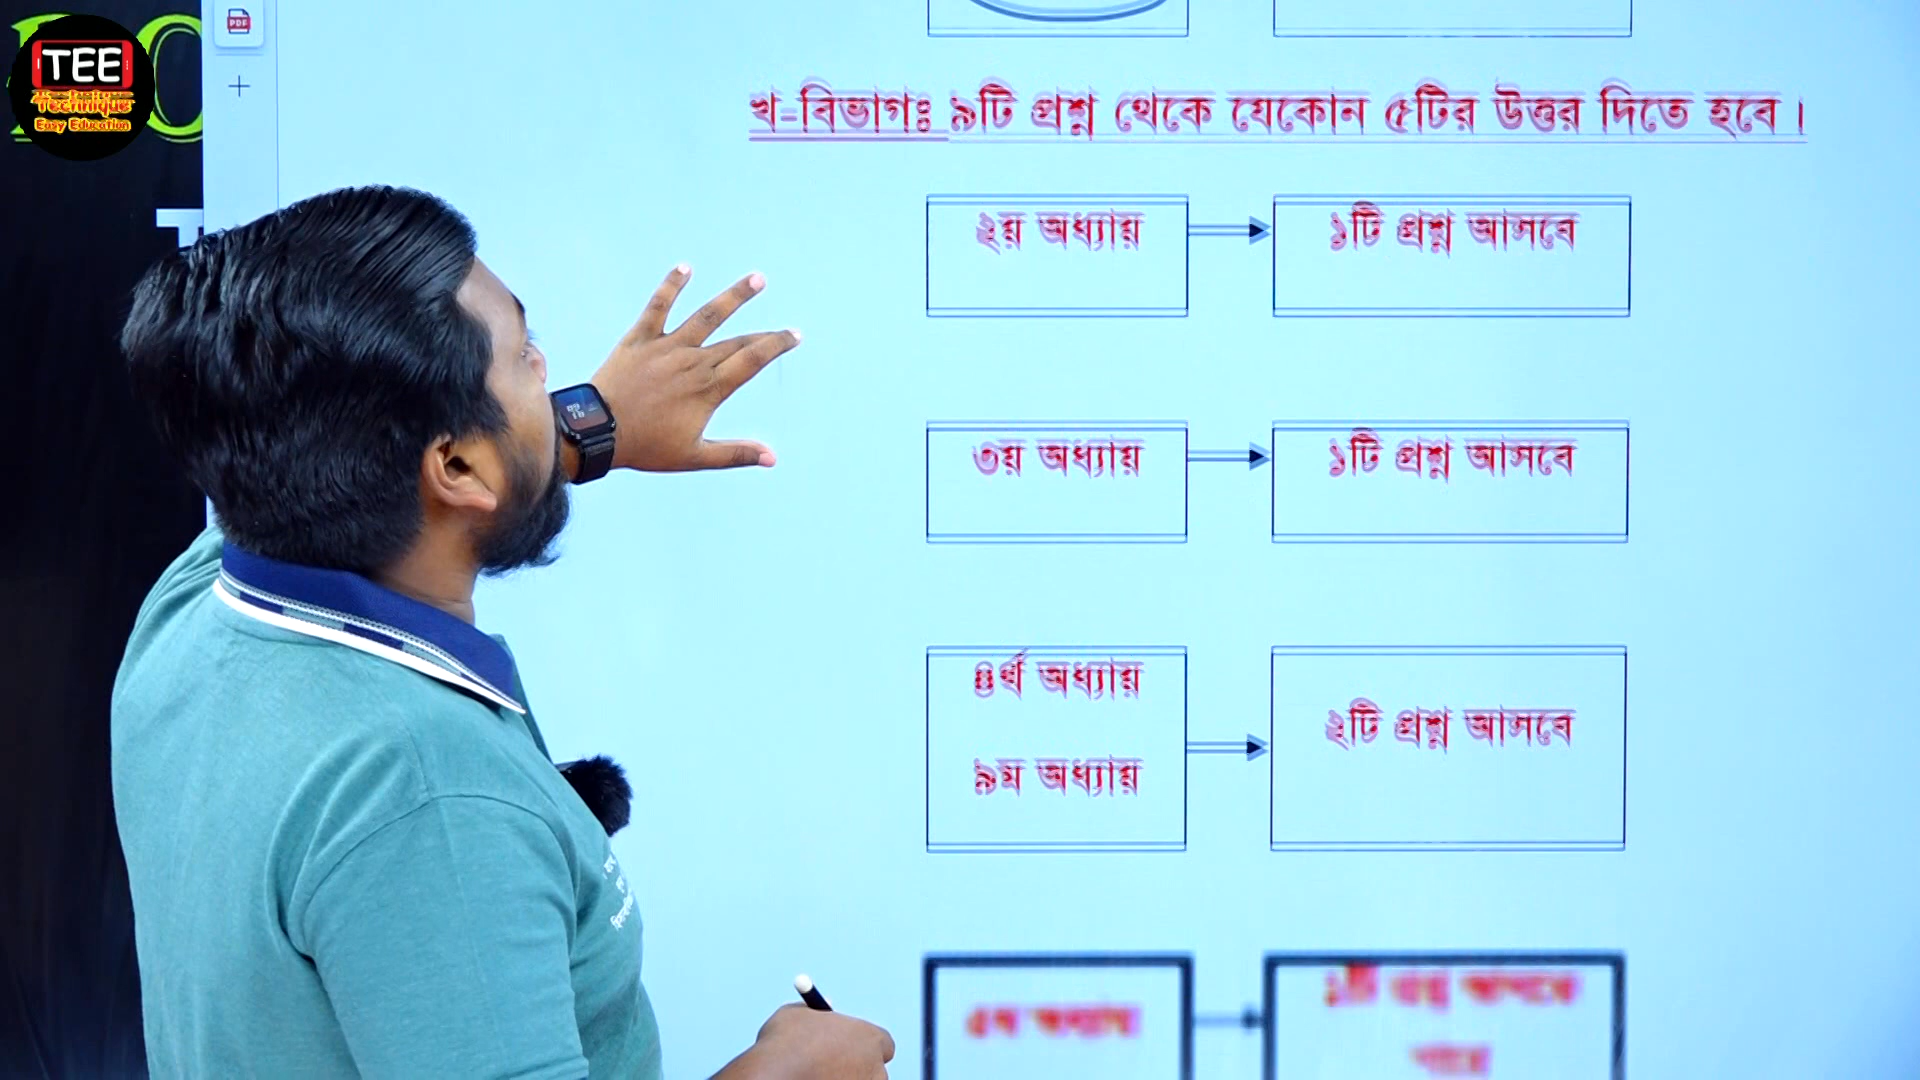 TEE
Technique
Easy Education
PDF
খ-বিভাগঃ ৯টি প্রশ্ন থেকে যেকোন ৫টির উত্তর দিতে হবে।
২য় অধ্যায়
১টি প্রশ্ন আসবে
৩য় অধ্যায়
১টি প্রশ্ন আসবে
৪র্থ অধ্যায়
৯ম অধ্যায়
২টি প্রশ্ন আসবে